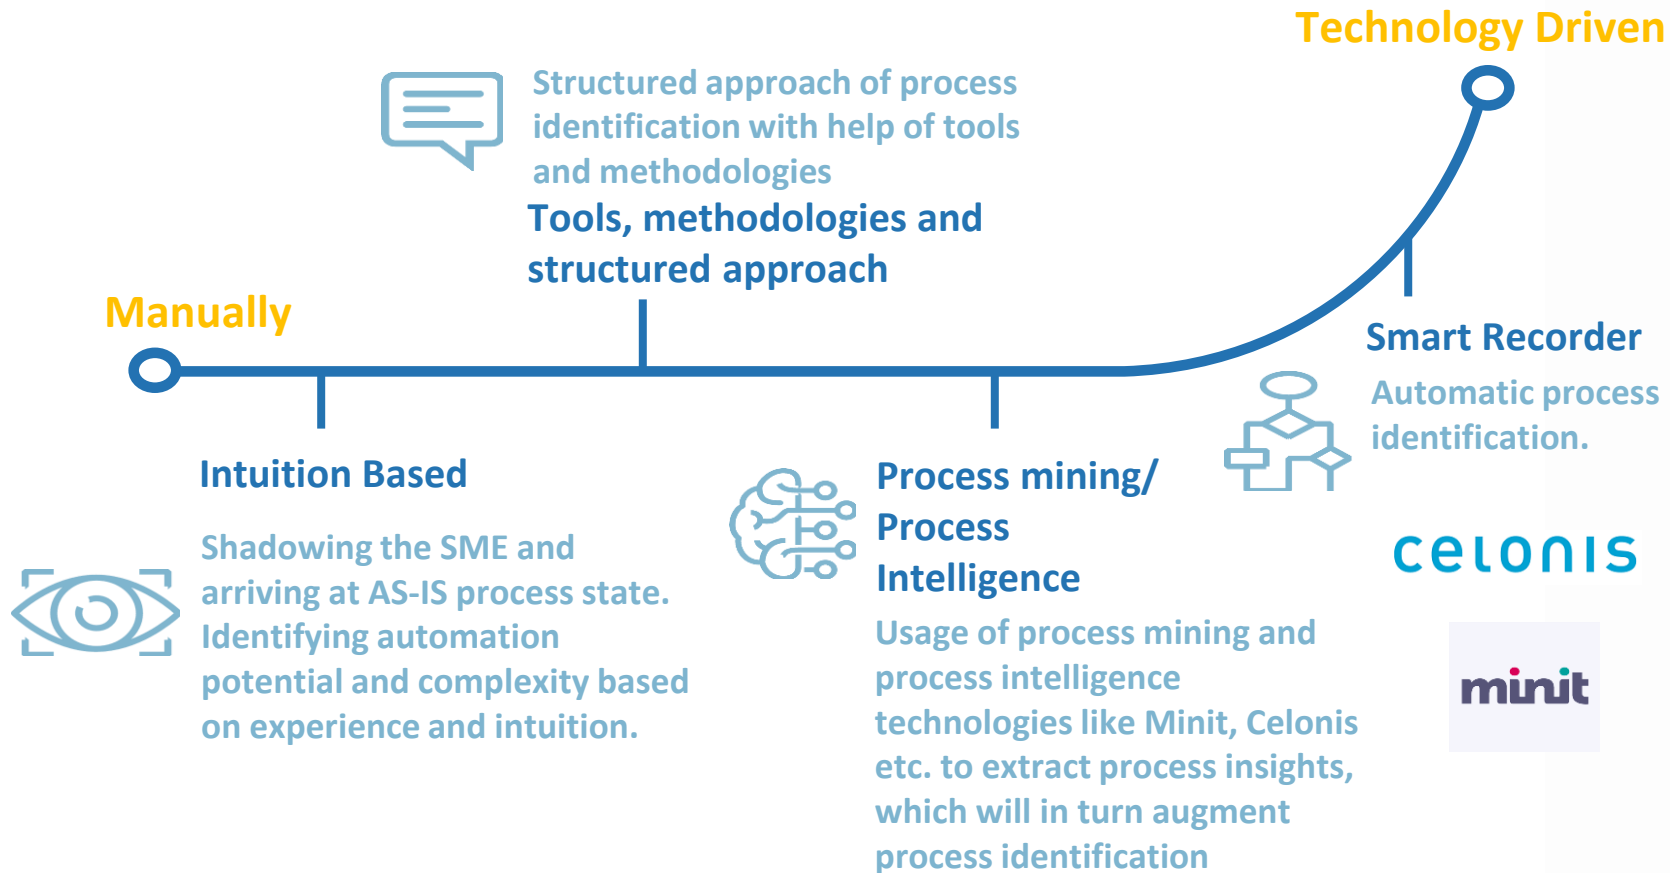 Technology Driven
Structured approach of process
identification with help of tools
and methodologies
Tools, methodologies and
structured approach
Manually
Intuition Based
Shadowing the SME and
arriving at AS-IS process state.
Identifying automation
potential and complexity based
on experience and intuition.
Process mining/
Process
Intelligence
Usage of process mining and
process intelligence
technologies like Minit, Celonis
etc. to extract process insights,
which will in turn augment
process identification
Smart Recorder
Automatic process
identification.
celonis
minit